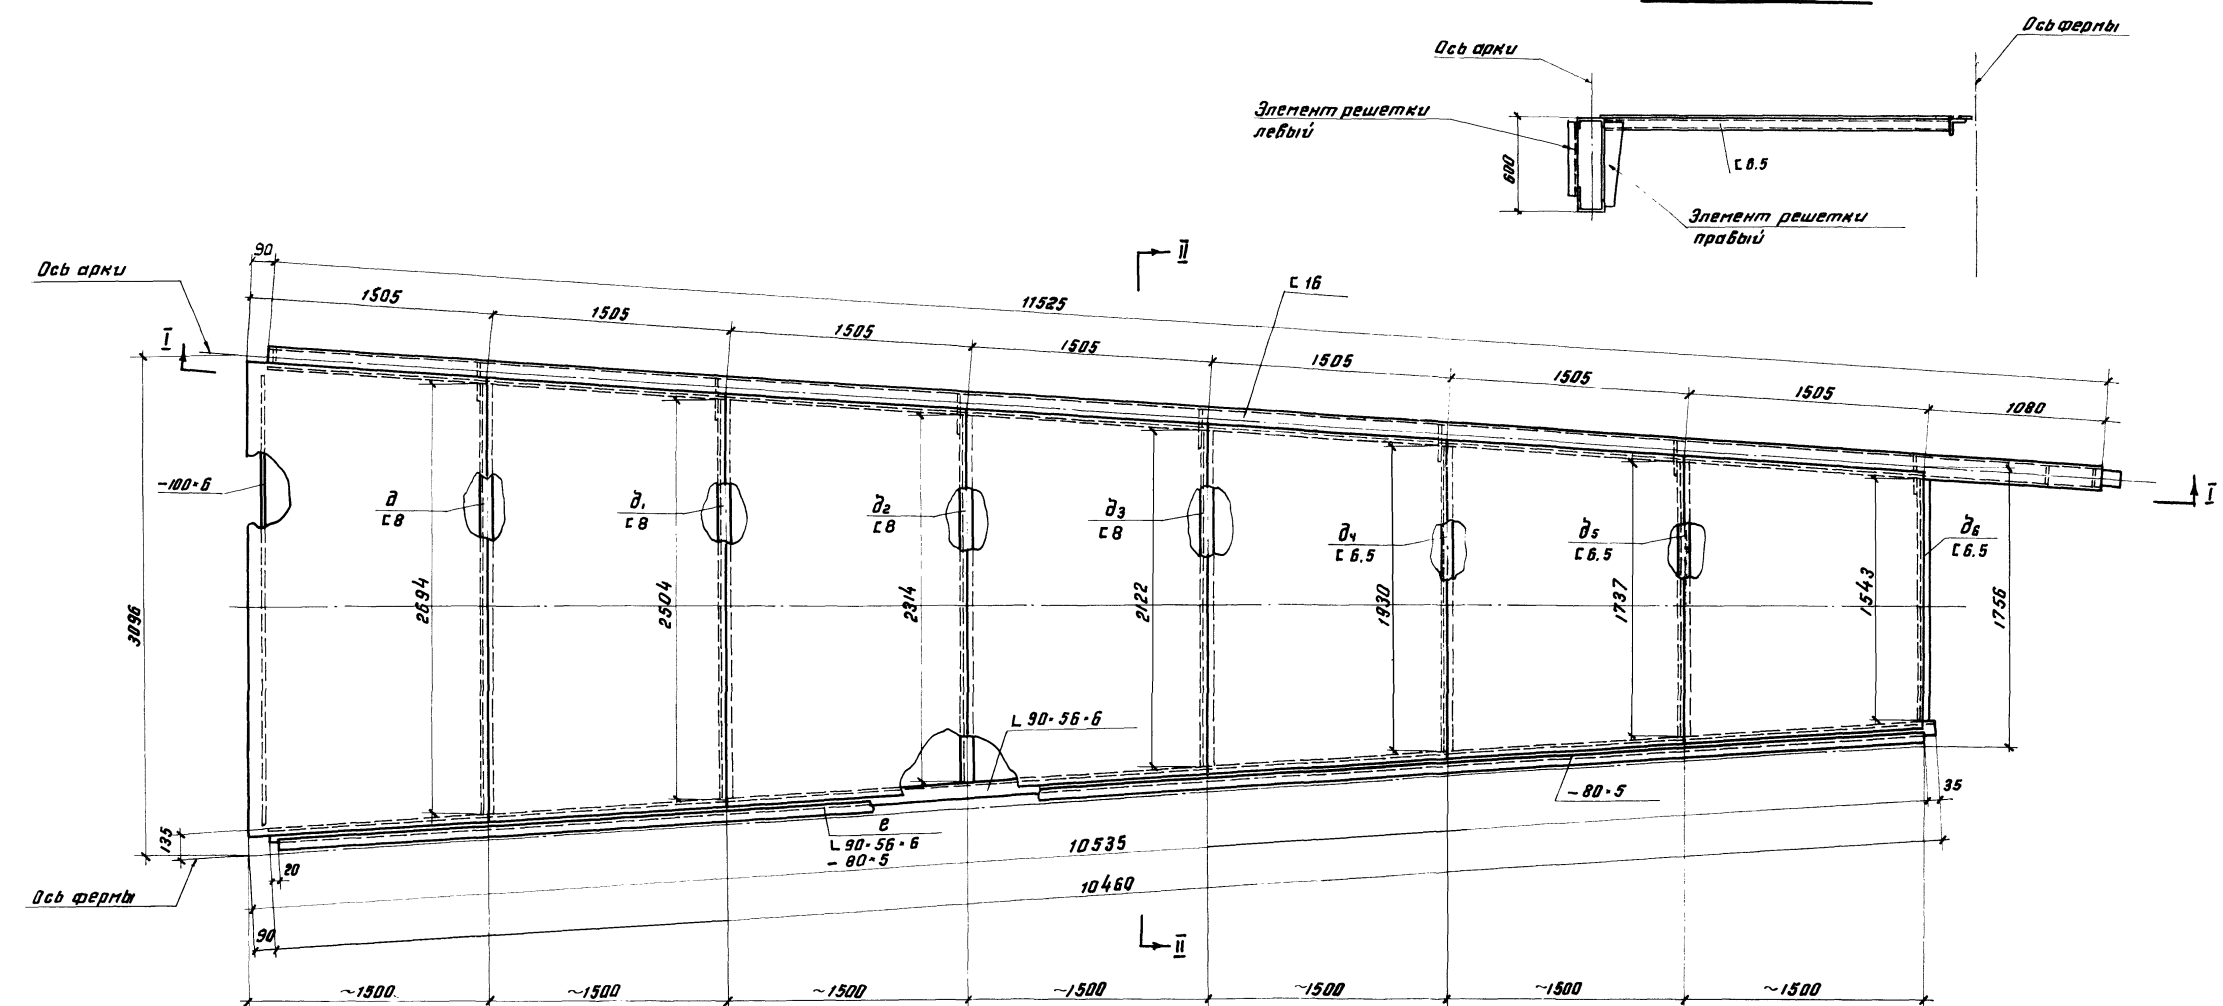 Ось фермы
Ось арки
Элемент решетки
левый
600
[ 6.5
Элемент решетки
правый
90
II
Ось арки
1505
11525
[ 16
1505
1505
1505
1505
1505
1505
1080
I
I
-100×6
д
[ 8
д1
[ 8
д2
[ 8
д3
[ 8
д4
[ 6,5
д5
[ 6,5
д6
[ 6.5
3096
2694
2504
2314
2122
1930
1737
1543
1756
L 90×56×6
-80×5
35
135
е
L 90×56×6
- 80×5
10535
20
10460
Ось фермы
90
II
~1500
~1500
~1500
~1500
~1500
~1500
~1500